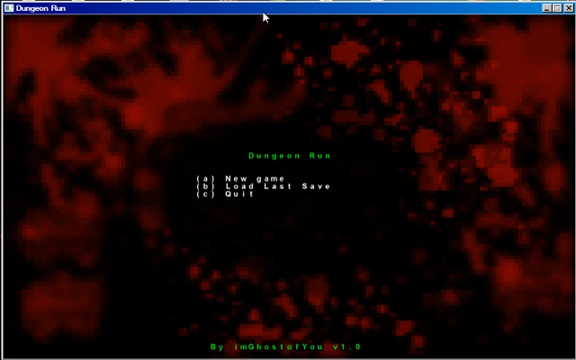 Dungeon Run
Dungeon Run
(a) New game
(b) Load Last Save
(c) Quit
By imGhostofYou v1.0